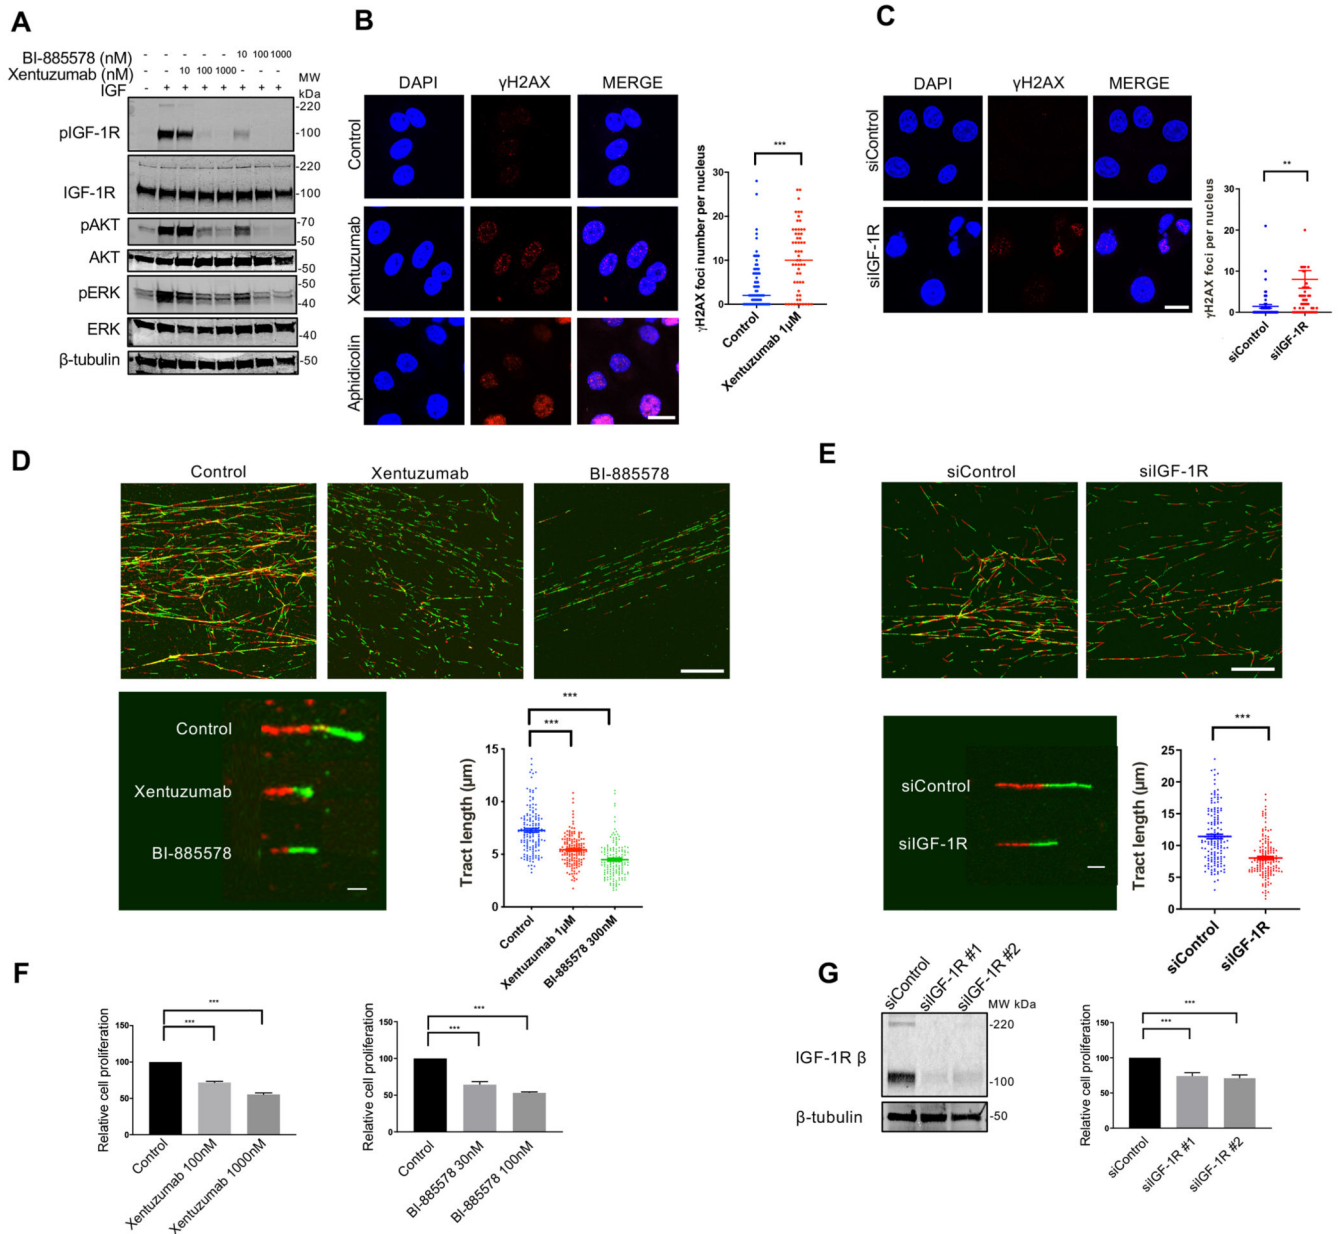 A
BI-885578 (nM) - - - - - 10 100 1000
Xentuzumab (nM) - - 10 100 1000 - - -
IGF - + + + + + + +
MW
kDa
pIGF-1R
-220
-100
IGF-1R
-220
-100
pAKT
-70
-50
AKT
-50
pERK
-50
-40
ERK
-40
β-tubulin
-50
B
DAPI γH2AX MERGE
Control
Xentuzumab
Aphidicolin
γH2AX foci number per nucleus
30
20
10
0
***
Control
Xentuzumab 1μM
C
DAPI γH2AX MERGE
siControl
siIGF-1R
γH2AX foci per nucleus
30
20
10
0
**
siControl
siIGF-1R
D
Control Xentuzumab BI-885578
Control
Xentuzumab
BI-885578
Tract length (μm)
15
10
5
0
***
***
Control
Xentuzumab 1μM
BI-885578 300nM
E
siControl siIGF-1R
siControl
siIGF-1R
Tract length (μm)
25
20
15
10
5
0
***
siControl
siIGF-1R
F
Relative cell proliferation
150
100
50
0
***
***
Control
Xentuzumab 100nM
Xentuzumab 1000nM
Relative cell proliferation
150
100
50
0
***
***
Control
BI-885578 30nM
BI-885578 100nM
G
siControl
siIGF-1R #1
siIGF-1R #2
MW kDa
IGF-1R β
-220
-100
β-tubulin
-50
Relative cell proliferation
150
100
50
0
***
***
siControl
siIGF-1R #1
siIGF-1R #2